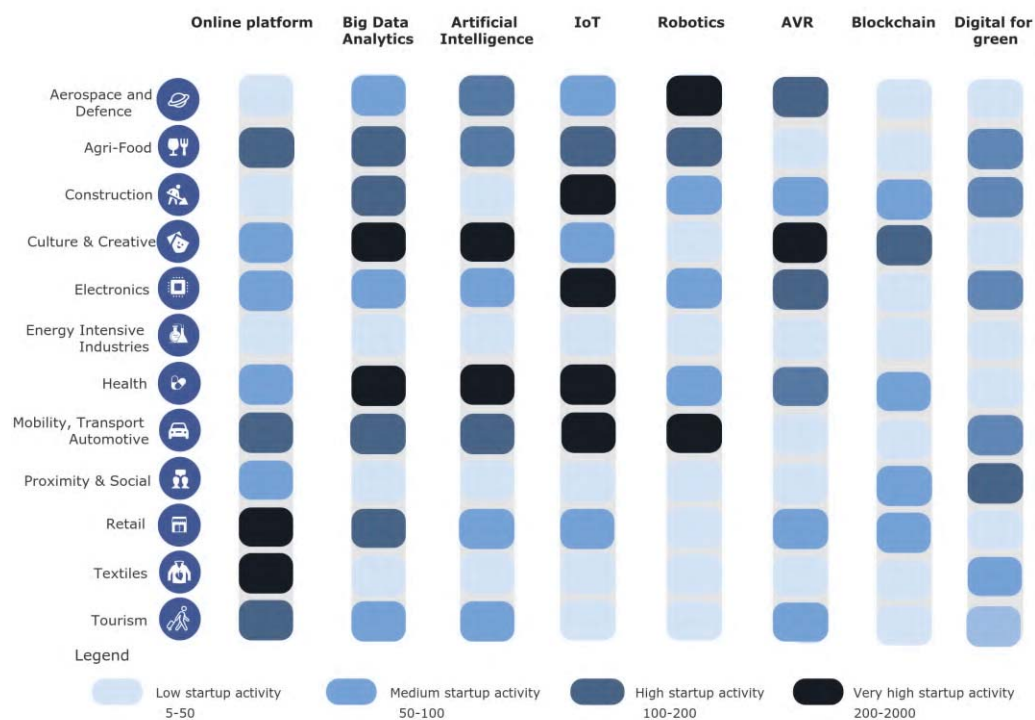 Online platform
Big Data
Analytics
Artificial
Intelligence
IoT
Robotics
AVR
Blockchain
Digital for
green
Aerospace and
Defence
Agri-Food
Construction
Culture & Creative
Electronics
Energy Intensive
Industries
Health
Mobility, Transport
Automotive
Proximity & Social
Retail
Textiles
Tourism
Legend
Low startup activity
5-50
Medium startup activity
50-100
High startup activity
100-200
Very high startup activity
200-2000